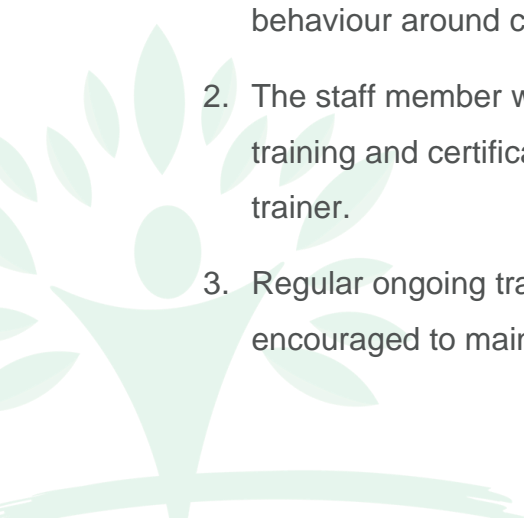 behaviour around c
2. The staff member w
training and certifica
trainer.
3. Regular ongoing tra
encouraged to main